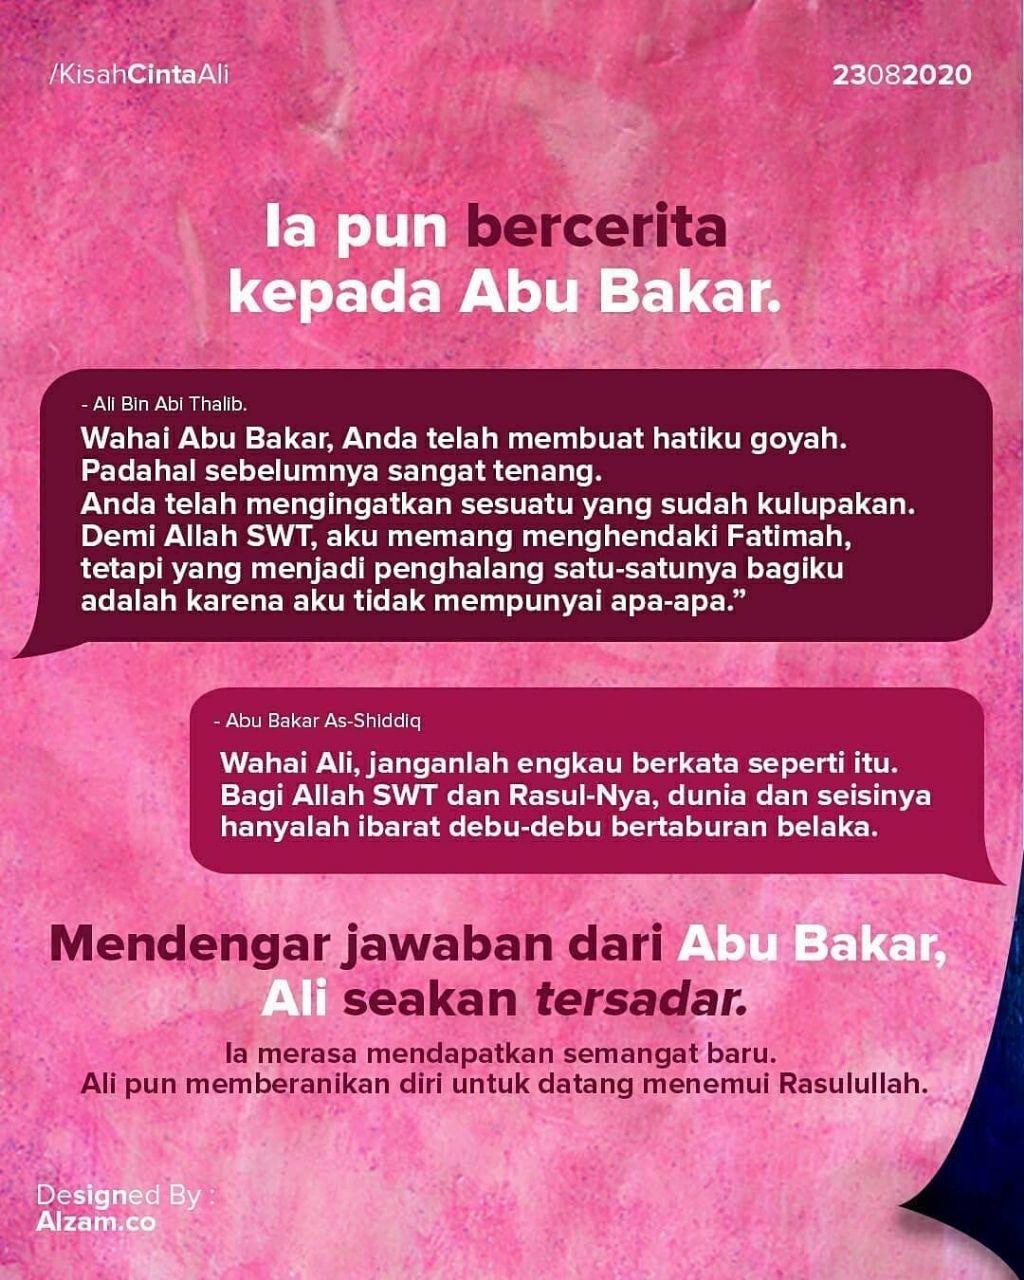 /KisahCintaAli
23082020
Ia pun bercerita
kepada Abu Bakar.
- Ali Bin Abi Thalib.
Wahai Abu Bakar, Anda telah membuat hatiku goyah.
Padahal sebelumnya sangat tenang.
Anda telah mengingatkan sesuatu yang sudah kulupakan.
Demi Allah SWT, aku memang menghendaki Fatimah,
tetapi yang menjadi penghalang satu-satunya bagiku
adalah karena aku tidak mempunyai apa-apa.”
- Abu Bakar As-Shiddiq
Wahai Ali, janganlah engkau berkata seperti itu.
Bagi Allah SWT dan Rasul-Nya, dunia dan seisinya
hanyalah ibarat debu-debu bertaburan belaka.
Mendengar jawaban dari Abu Bakar,
Ali seakan tersadar.
Ia merasa mendapatkan semangat baru.
Ali pun memberanikan diri untuk datang menemui Rasulullah.
Designed By :
Alzam.co